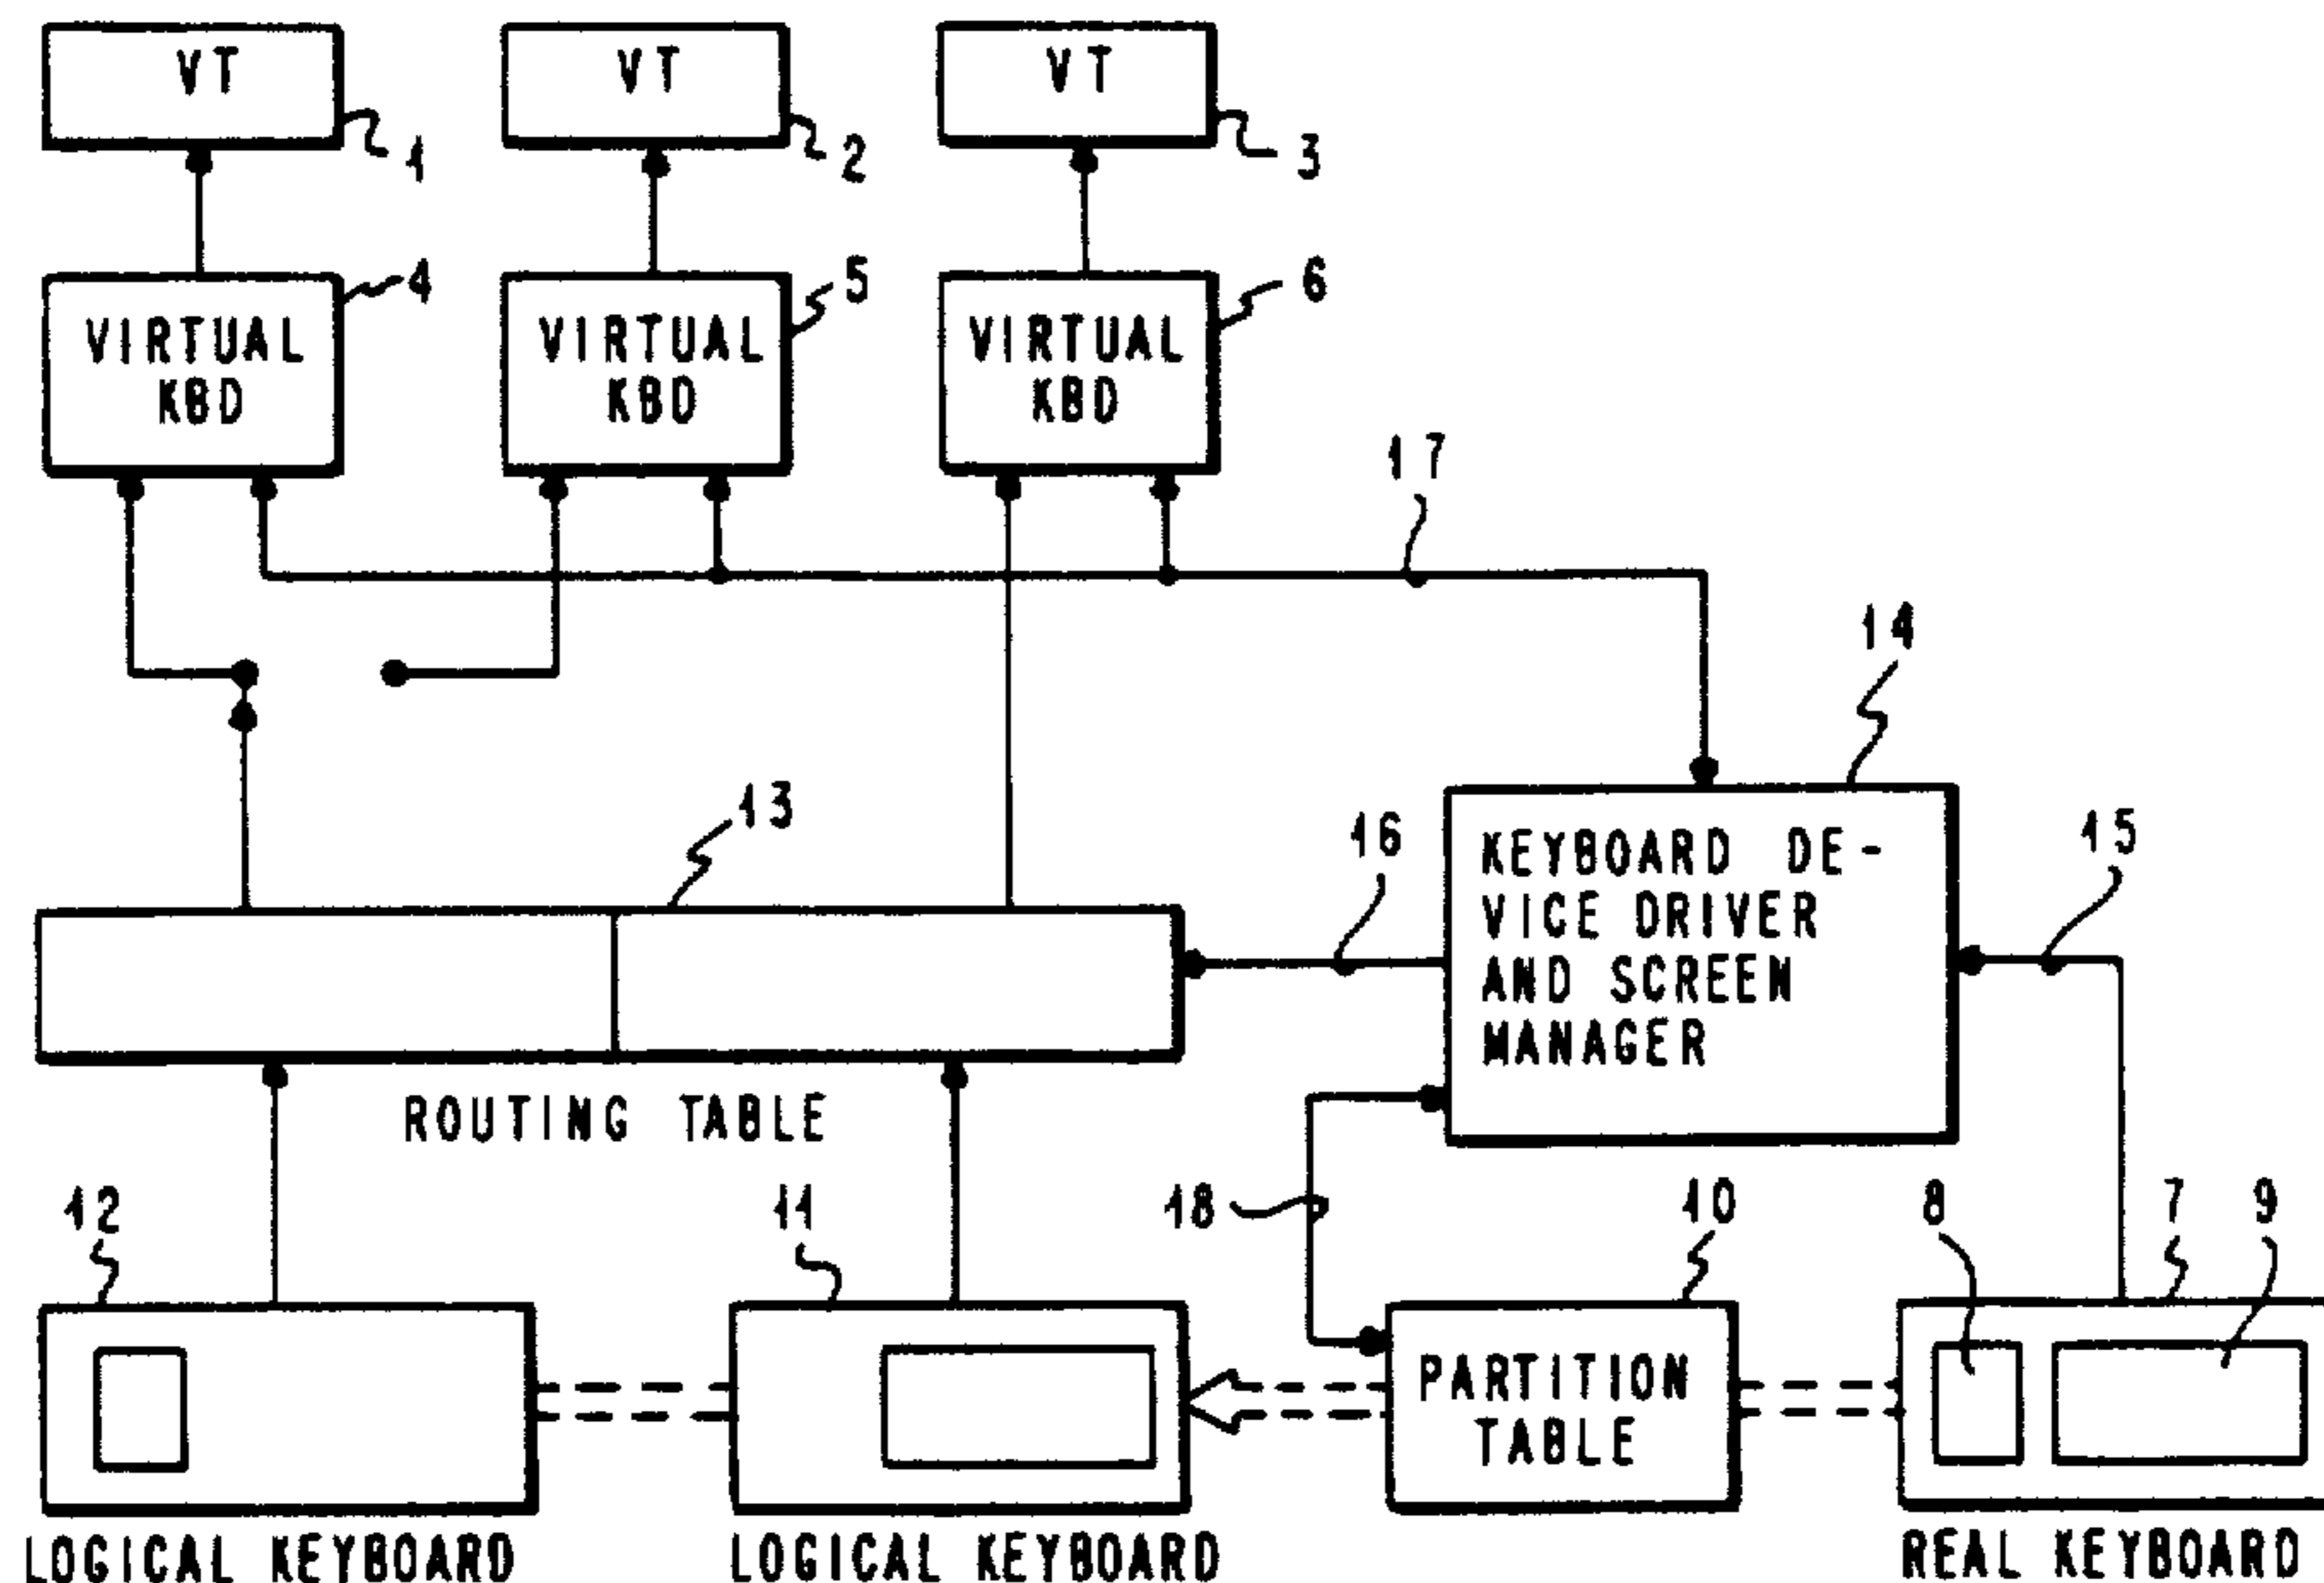 VT
VT
VT
1
2
3
4
5
6
VIRTUAL
KBD
VIRTUAL
KBD
VIRTUAL
KBD
17
14
13
16
15
KEYBOARD DE-
VICE DRIVER
AND SCREEN
MANAGER
ROUTING TABLE
12
11
18
10
8
7
9
PARTITION
TABLE
LOGICAL KEYBOARD
LOGICAL KEYBOARD
REAL KEYBOARD